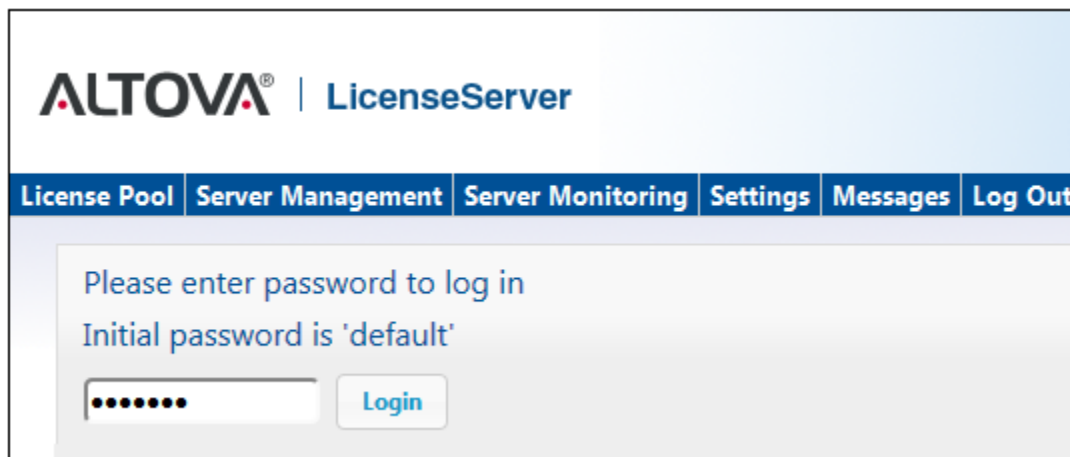 ALTOVA® | LicenseServer
License Pool Server Management Server Monitoring Settings Messages Log Out
Please enter password to log in
Initial password is 'default'
••••••• Login